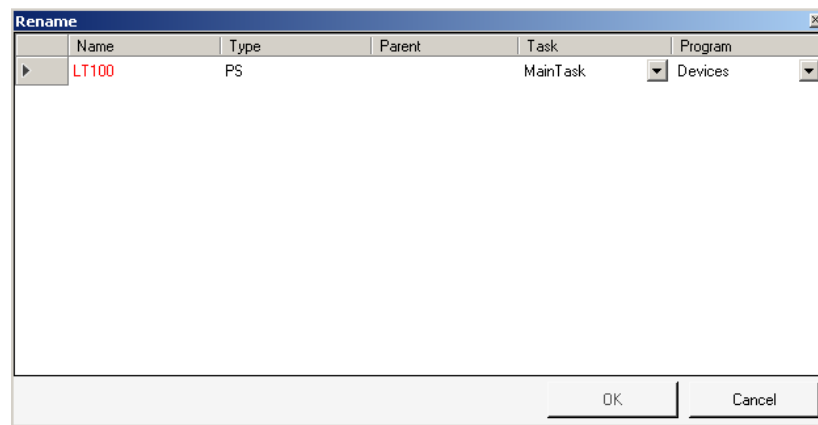 Rename
Name Type Parent Task Program
LT100 PS MainTask Devices
OK Cancel